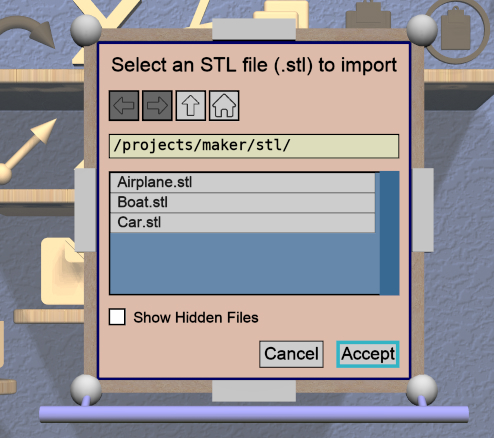 Select an STL file (.stl) to import
/projects/maker/stl/
Airplane.stl
Boat.stl
Car.stl
Show Hidden Files
Cancel Accept